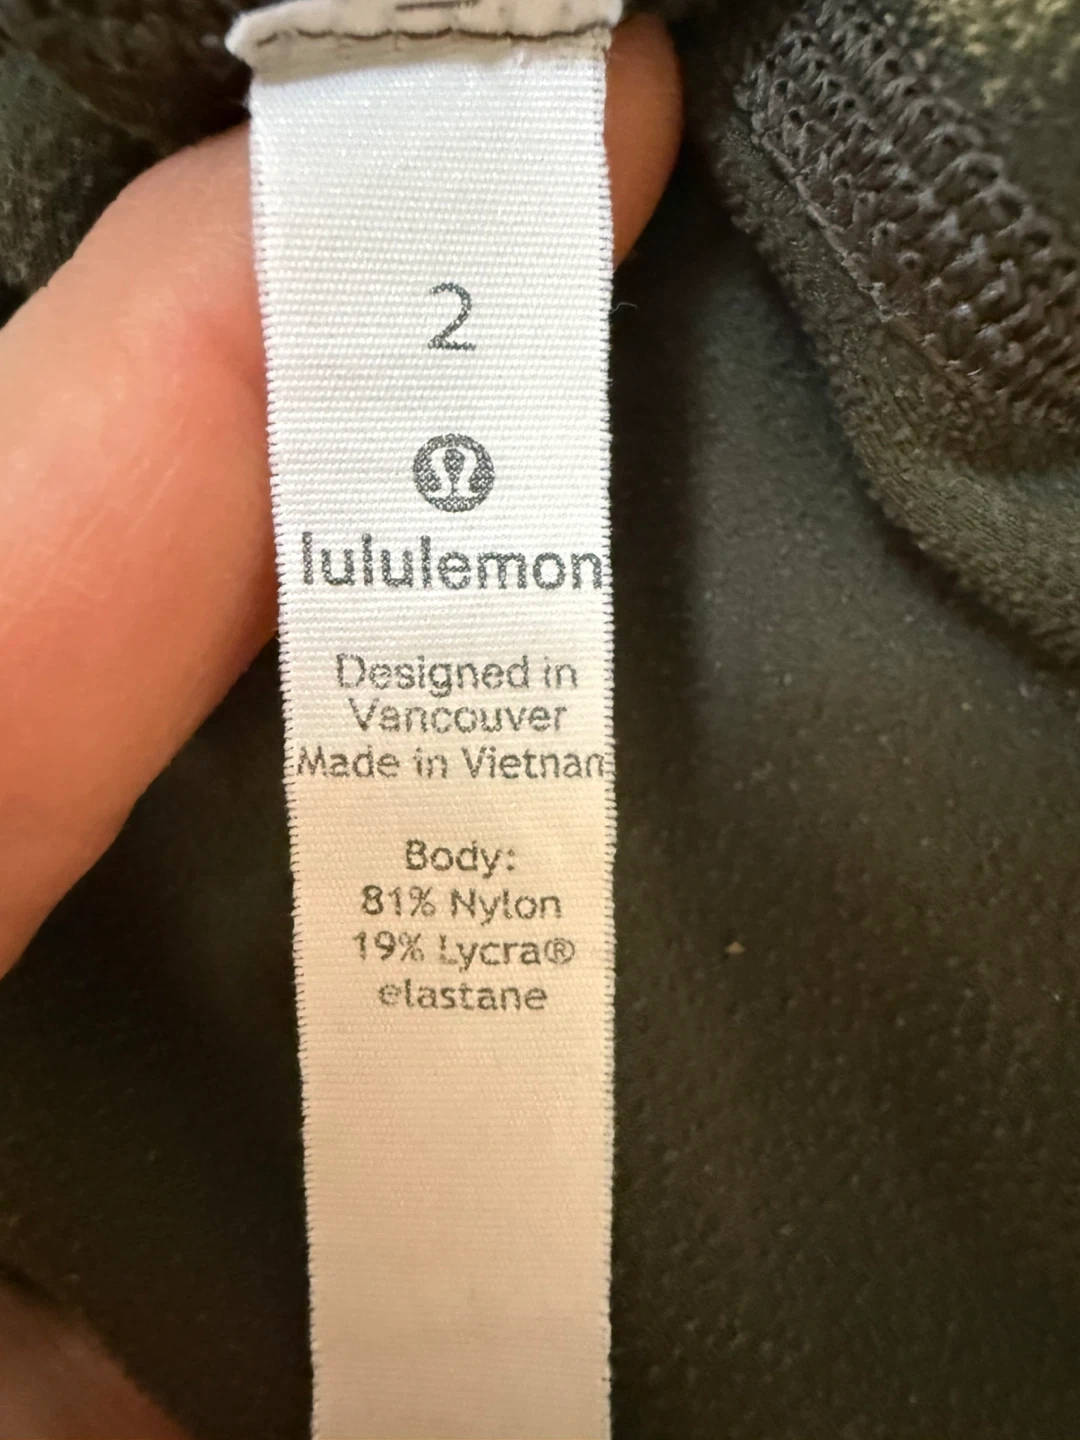 2
lululemon
Designed in
Vancouver
Made in Vietnam
Body:
81% Nylon
19% Lycra®
elastane